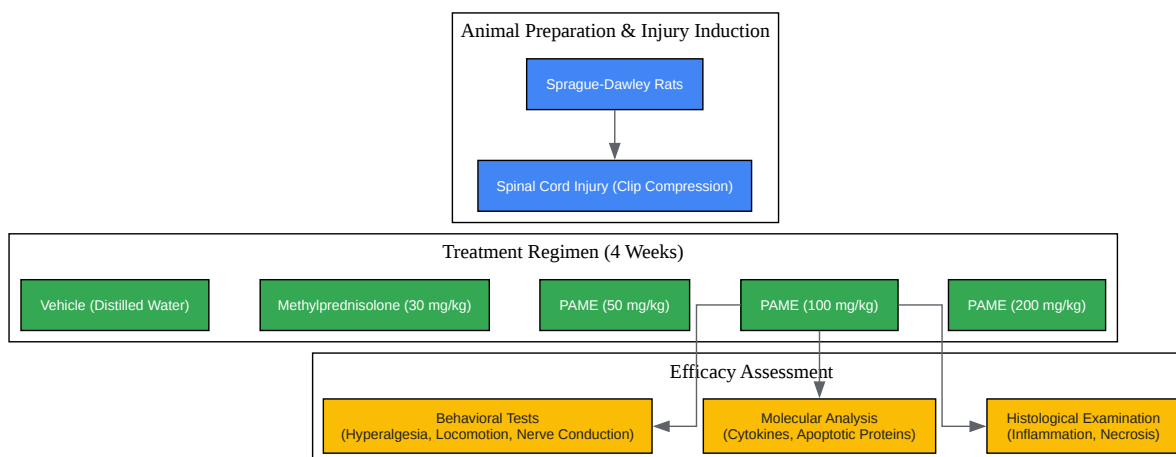 Animal Preparation & Injury Induction
Sprague-Dawley Rats
Spinal Cord Injury (Clip Compression)
Treatment Regimen (4 Weeks)
Vehicle (Distilled Water)
Methylprednisolone (30 mg/kg)
PAME (50 mg/kg)
PAME (100 mg/kg)
PAME (200 mg/kg)
Efficacy Assessment
Behavioral Tests
(Hyperalgesia, Locomotion, Nerve Conduction)
Molecular Analysis
(Cytokines, Apoptotic Proteins)
Histological Examination
(Inflammation, Necrosis)